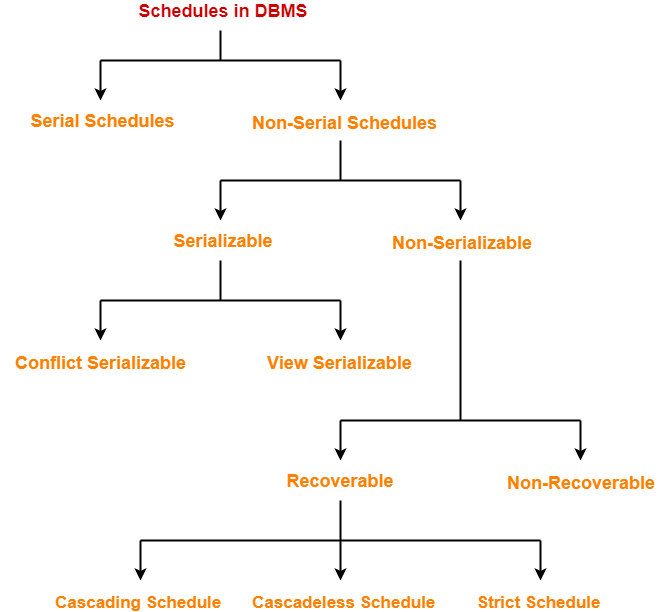 Schedules in DBMS
Serial Schedules
Non-Serial Schedules
Serializable
Non-Serializable
Conflict Serializable
View Serializable
Recoverable
Non-Recoverable
Cascading Schedule
Cascadeless Schedule
Strict Schedule